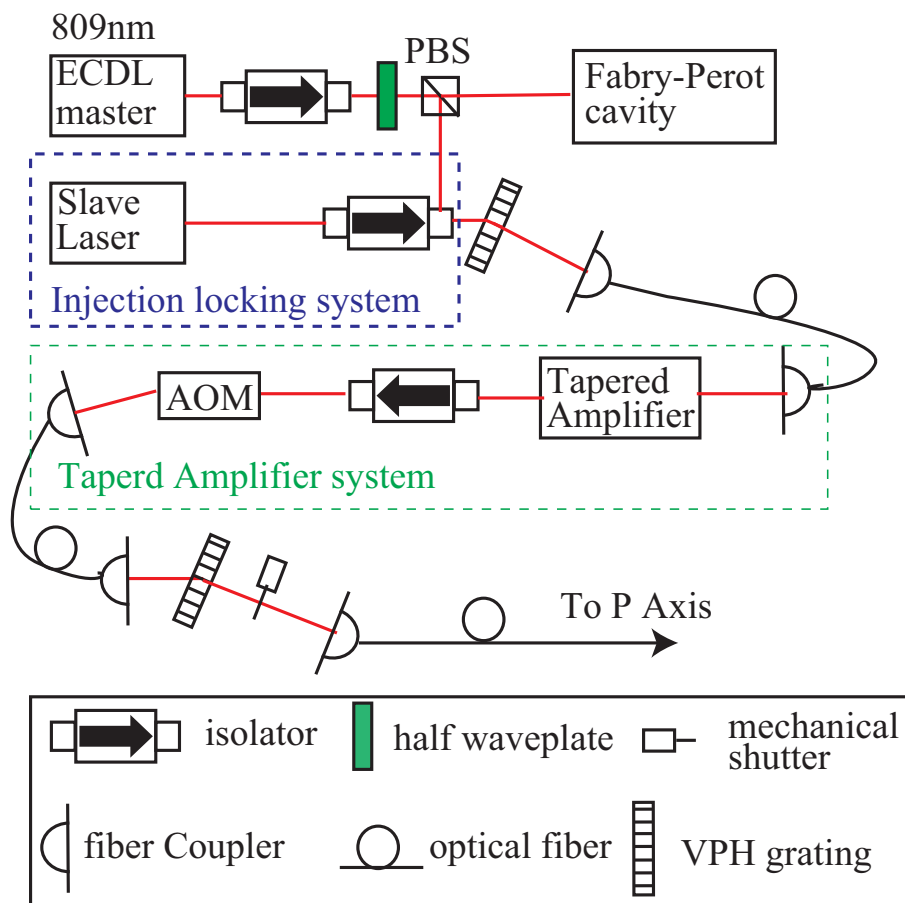 809nm
ECDL
master
PBS
Fabry-Perot
cavity
Slave
Laser
Injection locking system
AOM
Tapered
Amplifier
Taperd Amplifier system
To P Axis
isolator
half waveplate
mechanical
shutter
fiber Coupler
optical fiber
VPH grating